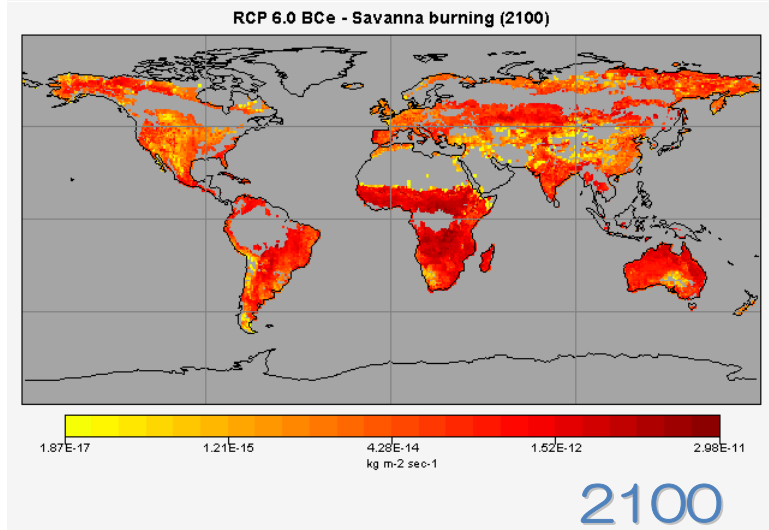 RCP 6.0 BCe - Savanna burning (2100)
1.87E-17 1.21E-15 4.28E-14 1.52E-12 2.98E-11
kg m-2 sec-1
2100